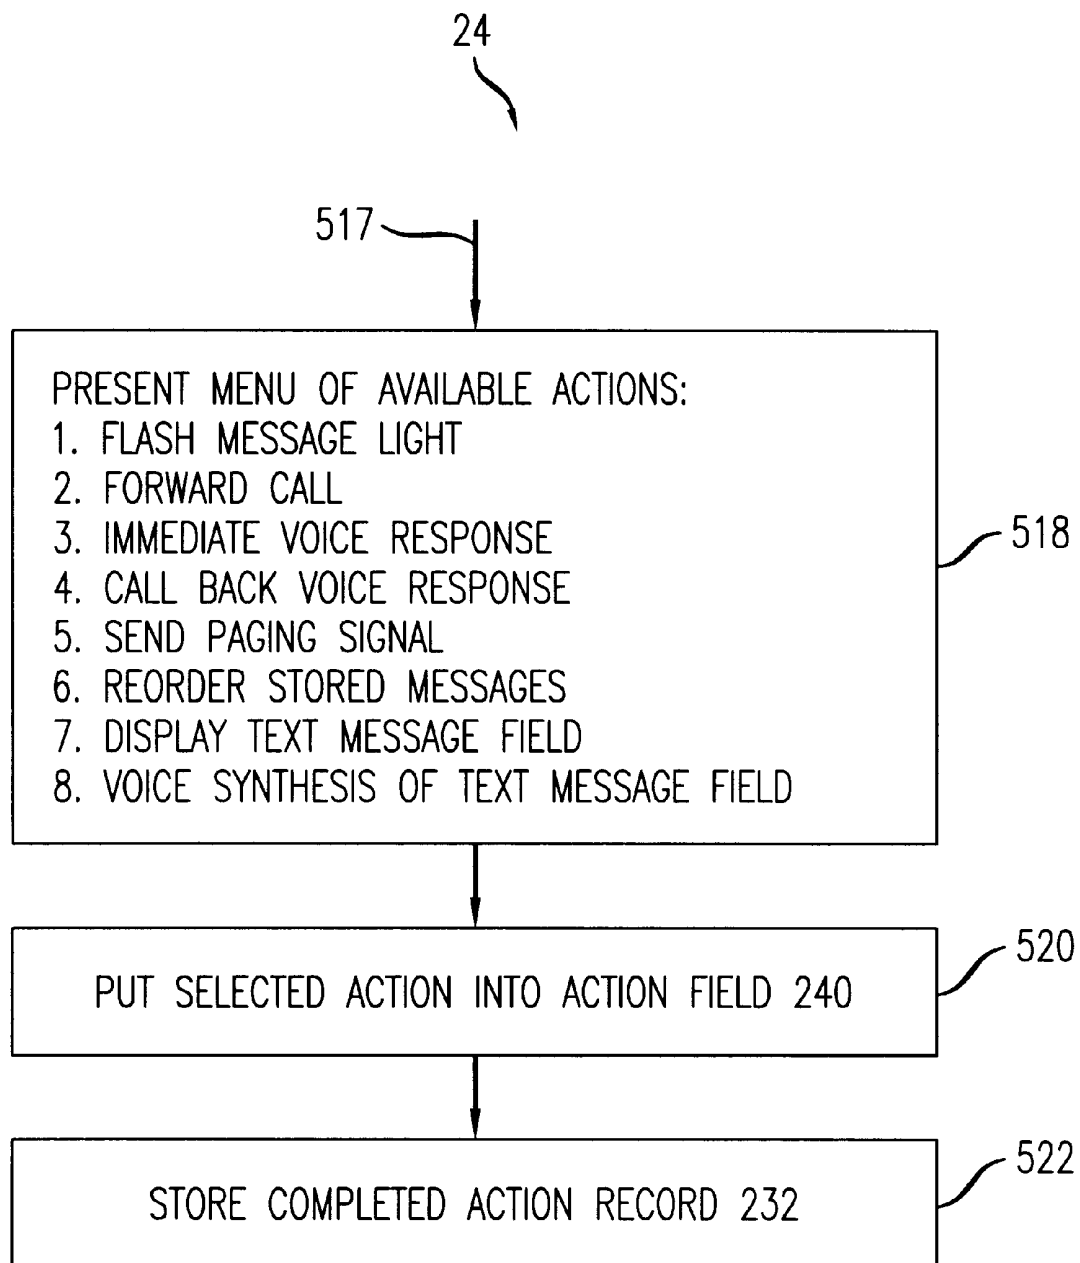 24
517
PRESENT MENU OF AVAILABLE ACTIONS:
1. FLASH MESSAGE LIGHT
2. FORWARD CALL
3. IMMEDIATE VOICE RESPONSE
4. CALL BACK VOICE RESPONSE
5. SEND PAGING SIGNAL
6. REORDER STORED MESSAGES
7. DISPLAY TEXT MESSAGE FIELD
8. VOICE SYNTHESIS OF TEXT MESSAGE FIELD
518
PUT SELECTED ACTION INTO ACTION FIELD 240
520
STORE COMPLETED ACTION RECORD 232
522